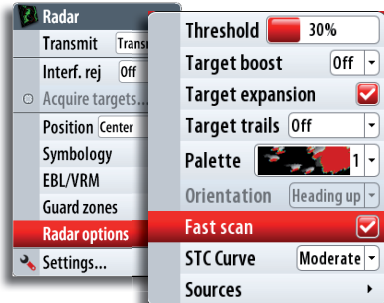 Radar
Transmit Trans
Interf. rej Off
Acquire targets...
Position Center
Symbology
EBL/VRM
Guard zones
Radar options
Settings...
Threshold 30%
Target boost Off
Target expansion
Target trails Off
Palette 1
Orientation Heading up
Fast scan
STC Curve Moderate
Sources